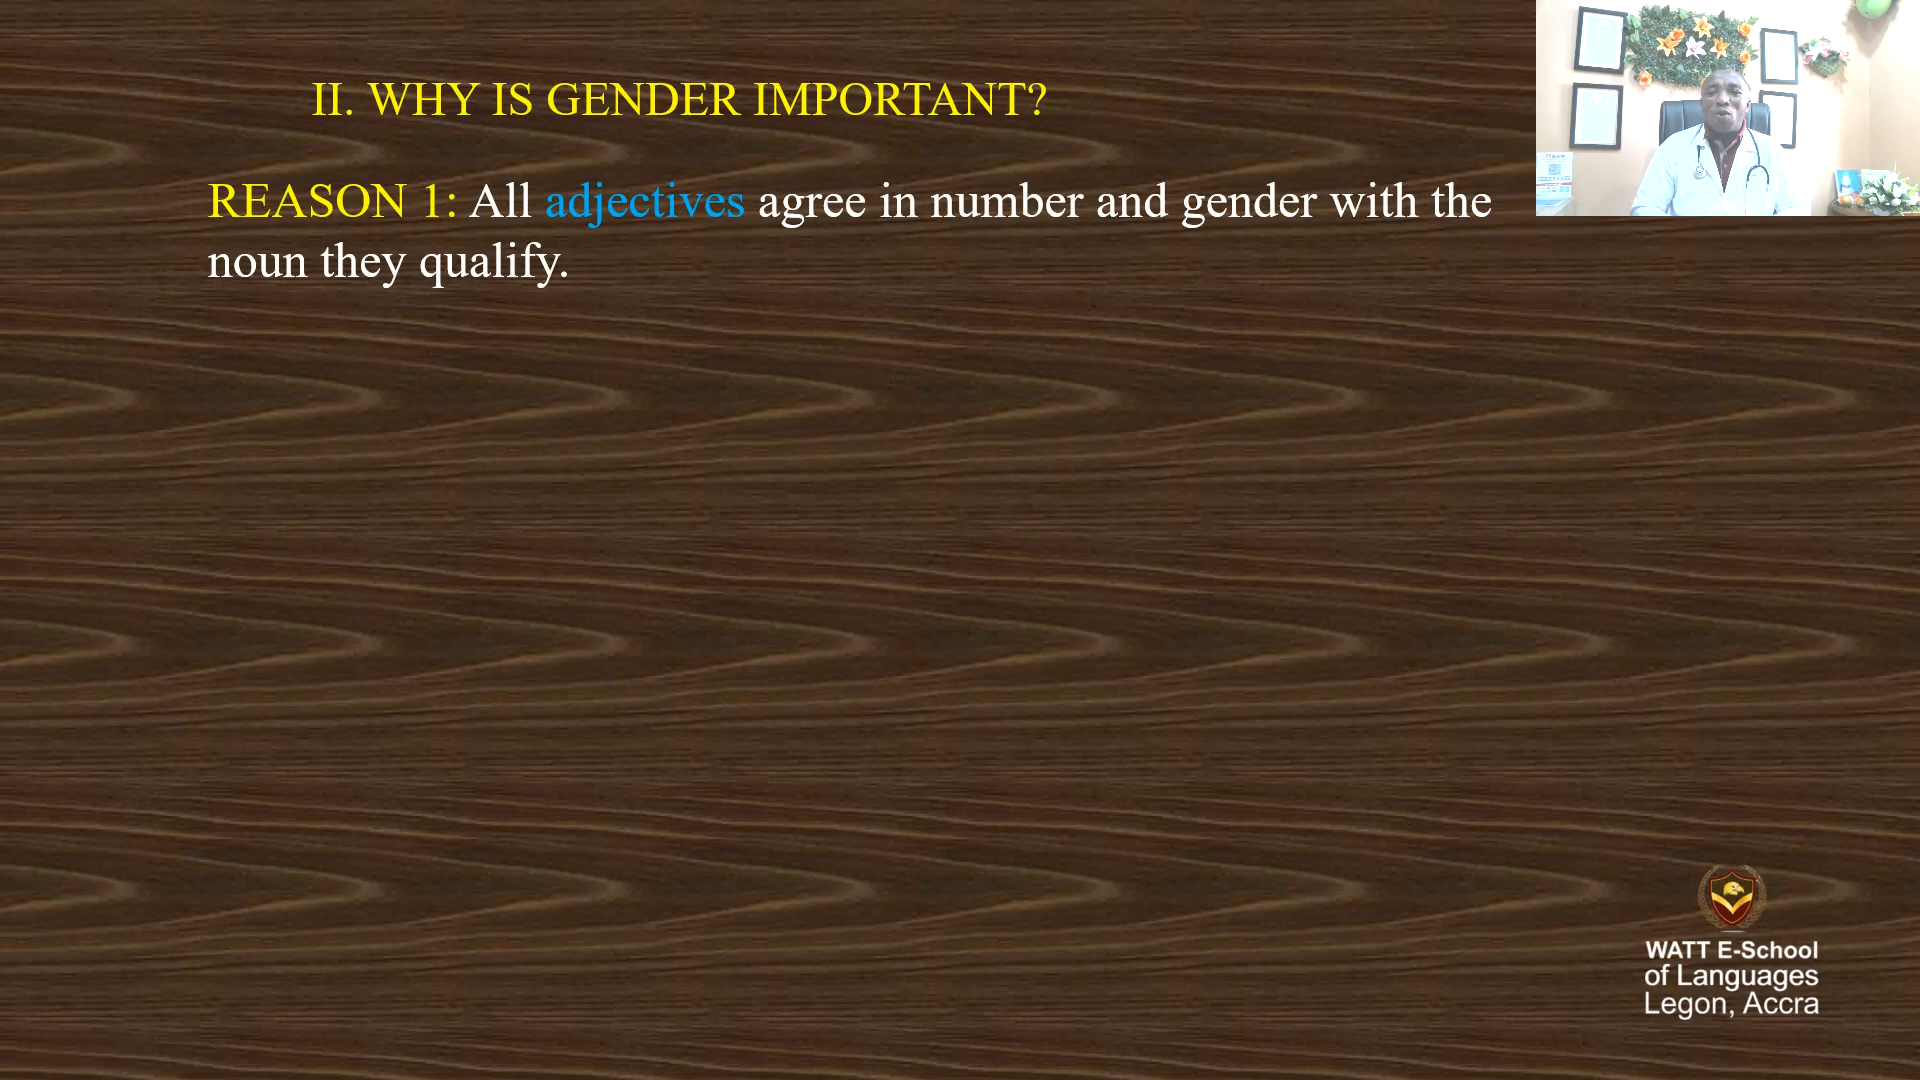 II. WHY IS GENDER IMPORTANT?
REASON 1: All adjectives agree in number and gender with the
noun they qualify.
WATT E-School
of Languages
Legon, Accra